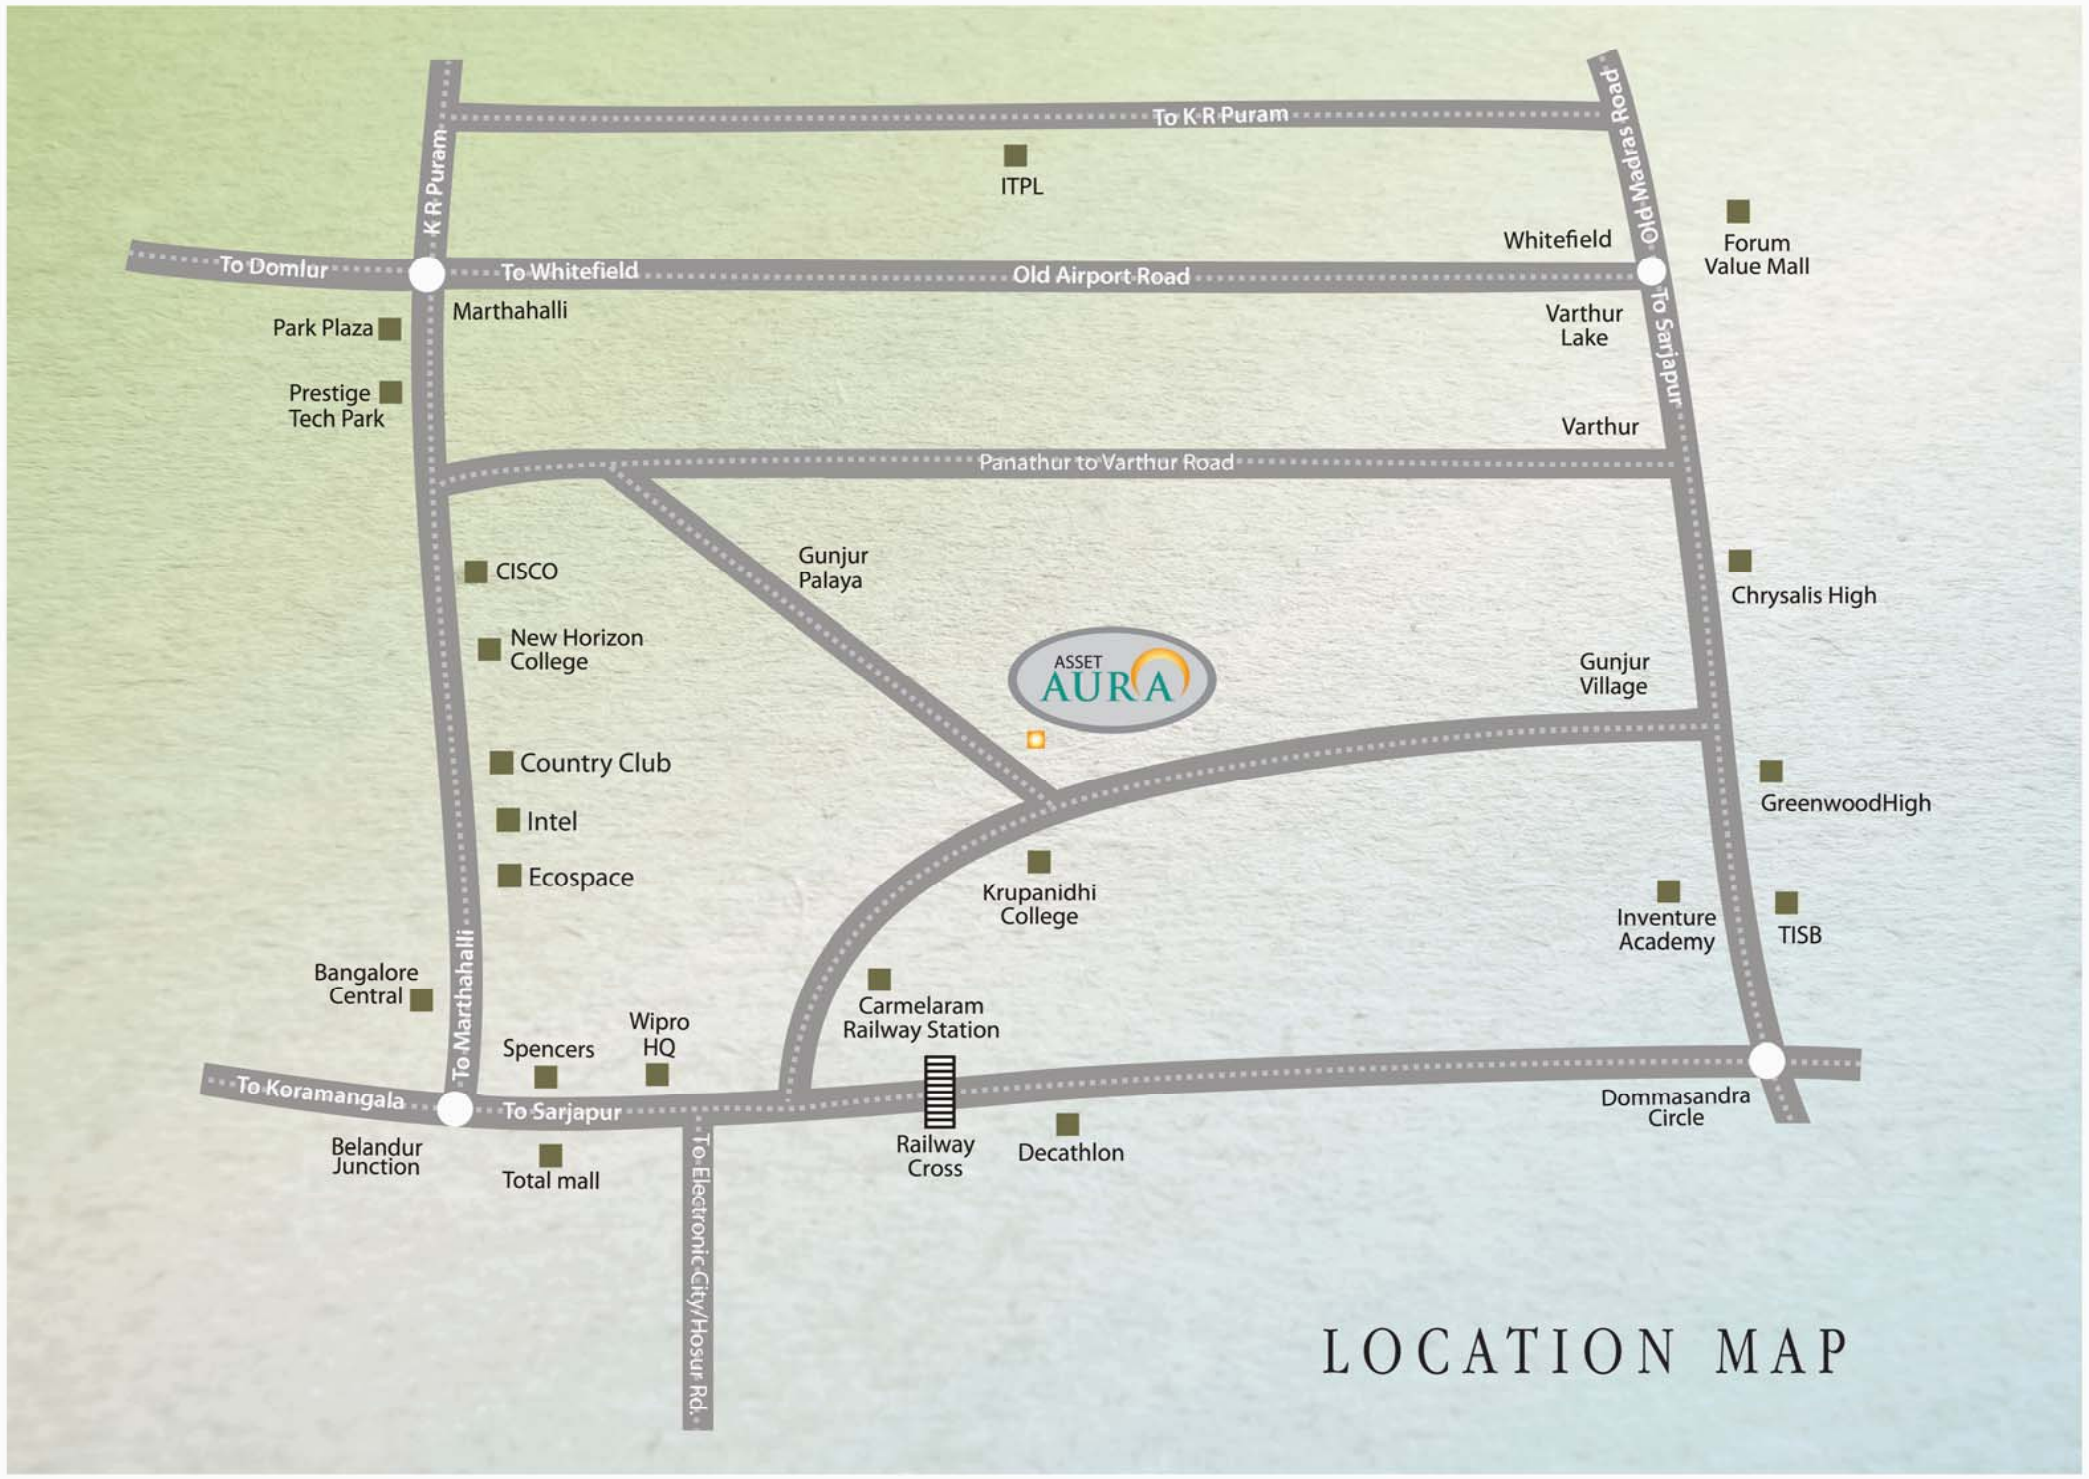 To K R Puram
Old Madras Road
K R Puram
ITPL
Forum
Value Mall
Whitefield
To Domlur
To Whitefield
Old Airport Road
Marthahalli
To Sarjapur
Park Plaza
Varthur
Lake
Prestige
Tech Park
Varthur
Panathur to Varthur Road
CISCO
Gunjur
Palaya
Chrysalis High
New Horizon
College
ASSET
AURA
Gunjur
Village
Country Club
GreenwoodHigh
Intel
Ecospace
Krupanidhi
College
Inventure
Academy
TISB
To Marthahalli
Bangalore
Central
Carmelaram
Railway Station
Wipro
HQ
Spencers
To Koramangala
To Sarjapur
Dommasandra
Circle
Belandur
Junction
Total mall
To Electronic City/Hosur Rd.
Railway
Cross
Decathlon
LOCATION MAP